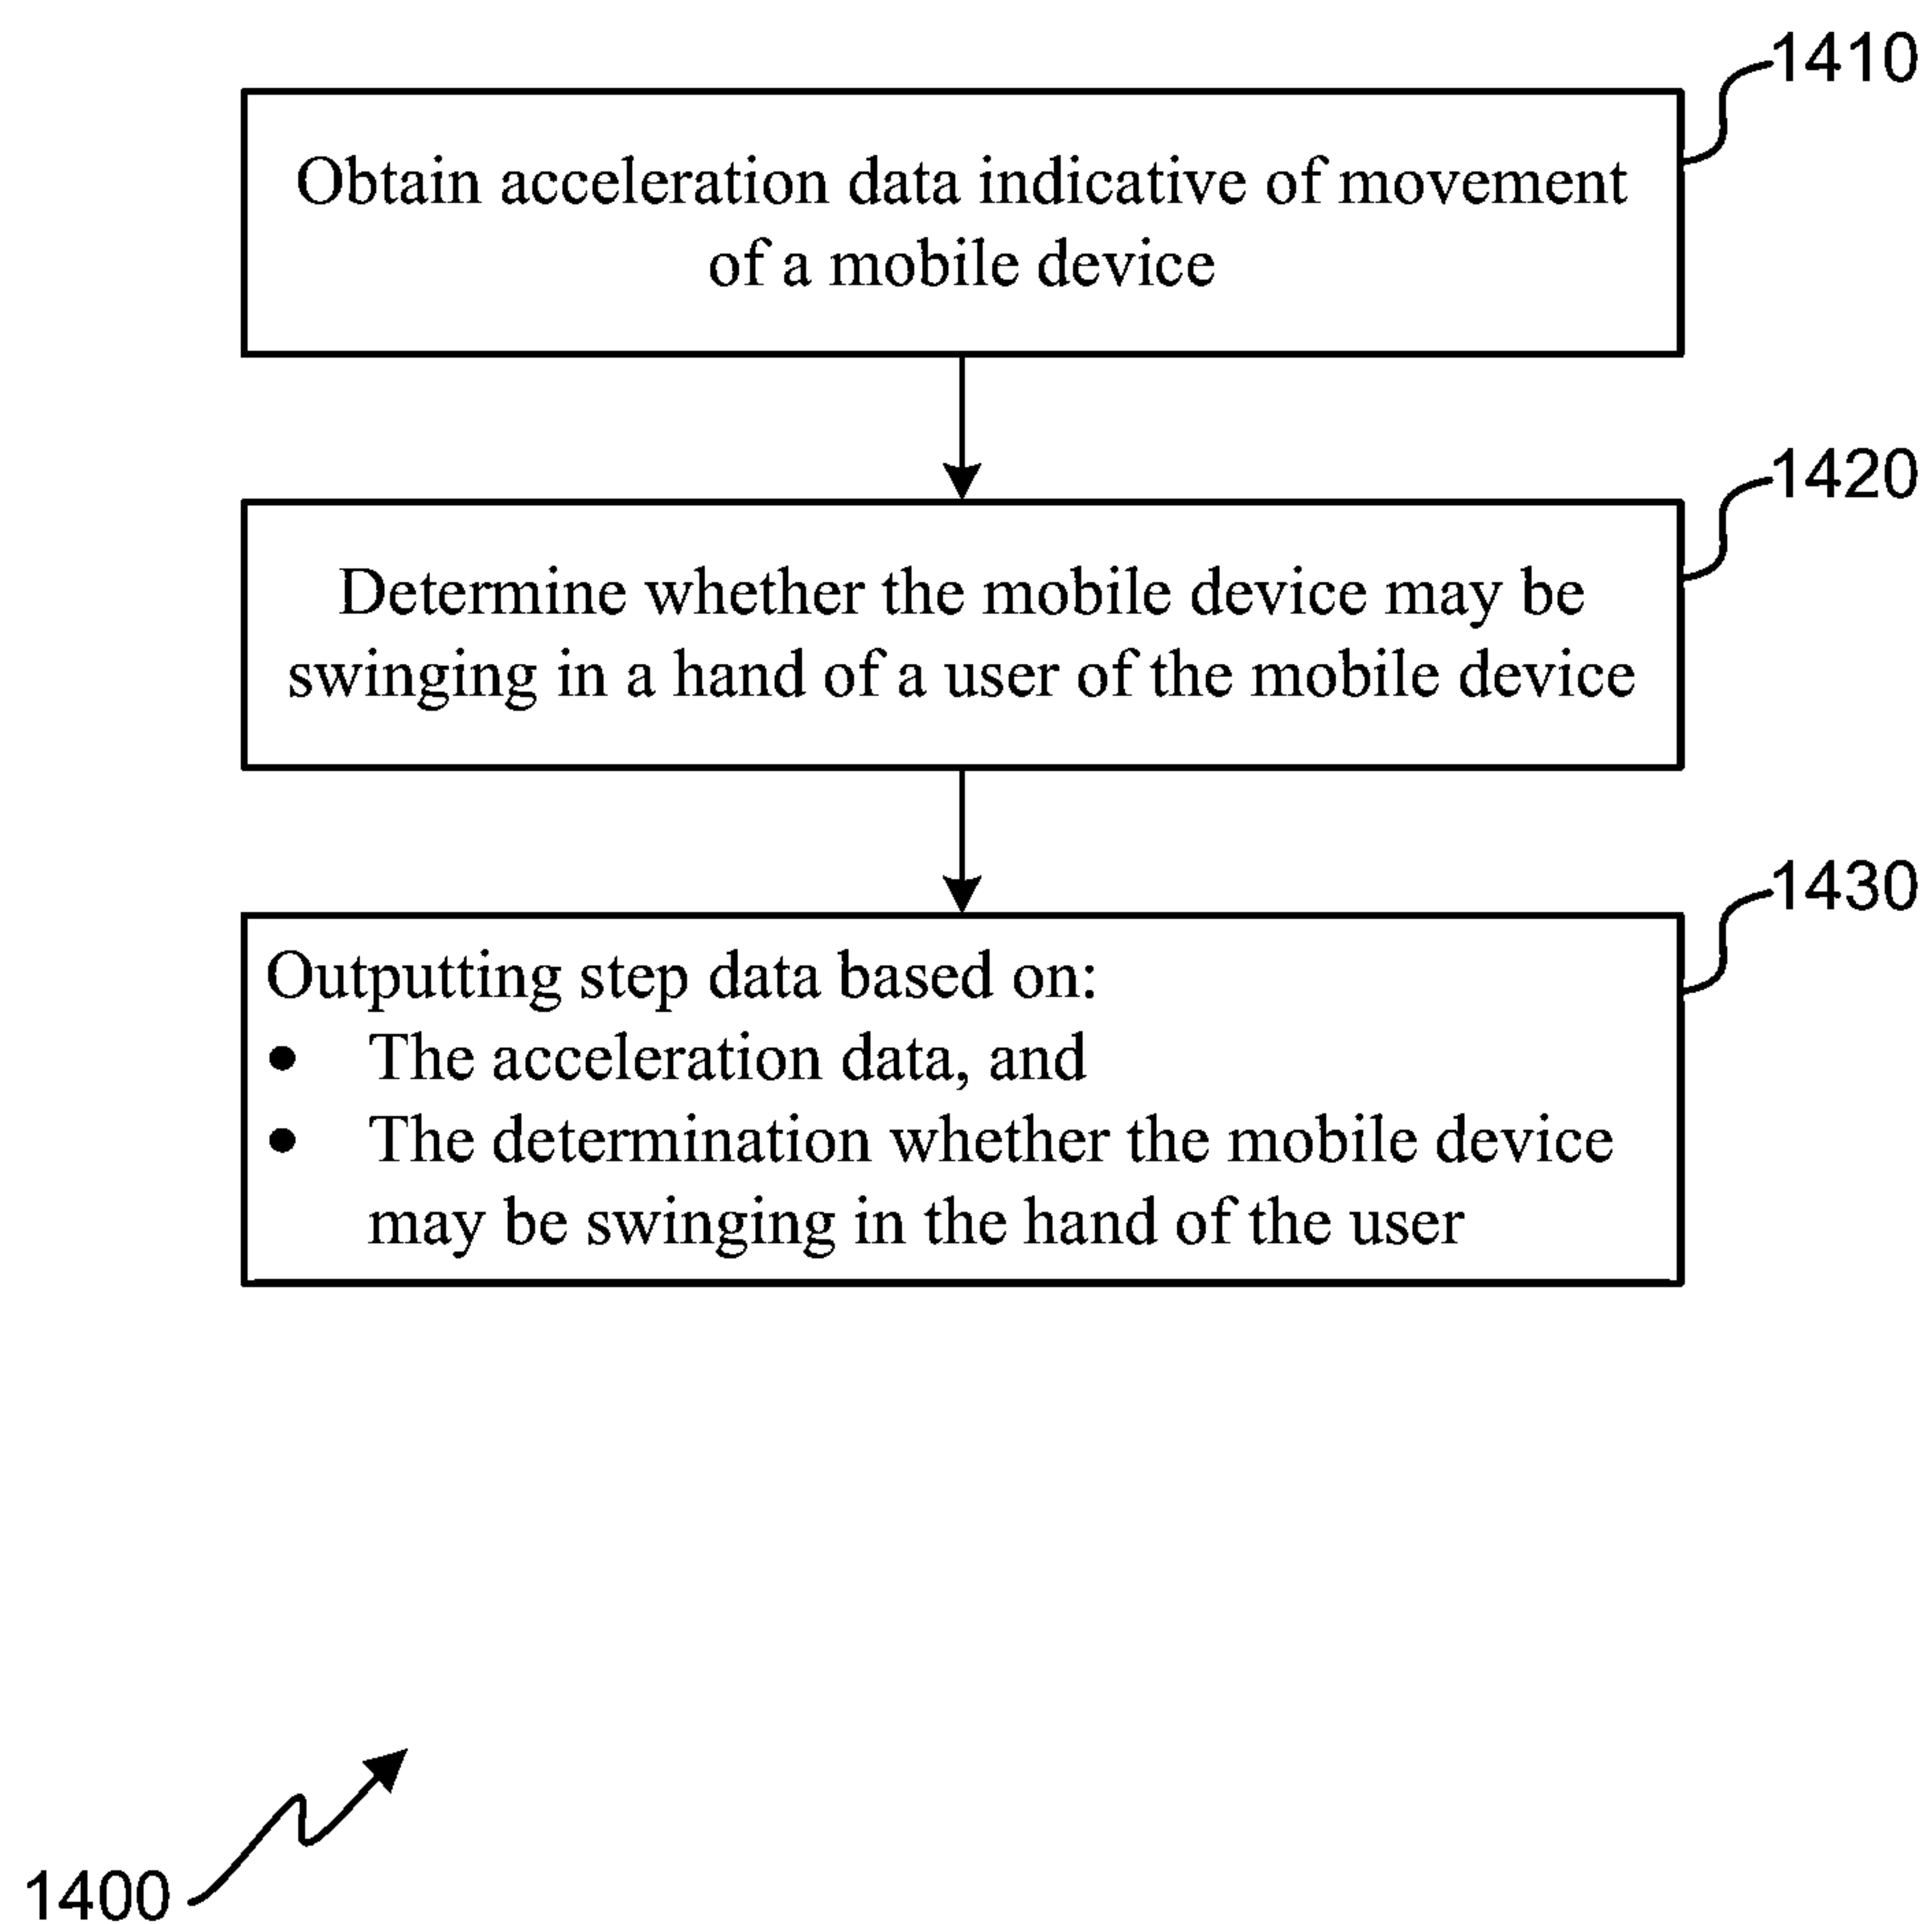 1410
Obtain acceleration data indicative of movement
of a mobile device
1420
Determine whether the mobile device may be
swinging in a hand of a user of the mobile device
1430
Outputting step data based on:
• The acceleration data, and
• The determination whether the mobile device
may be swinging in the hand of the user
1400